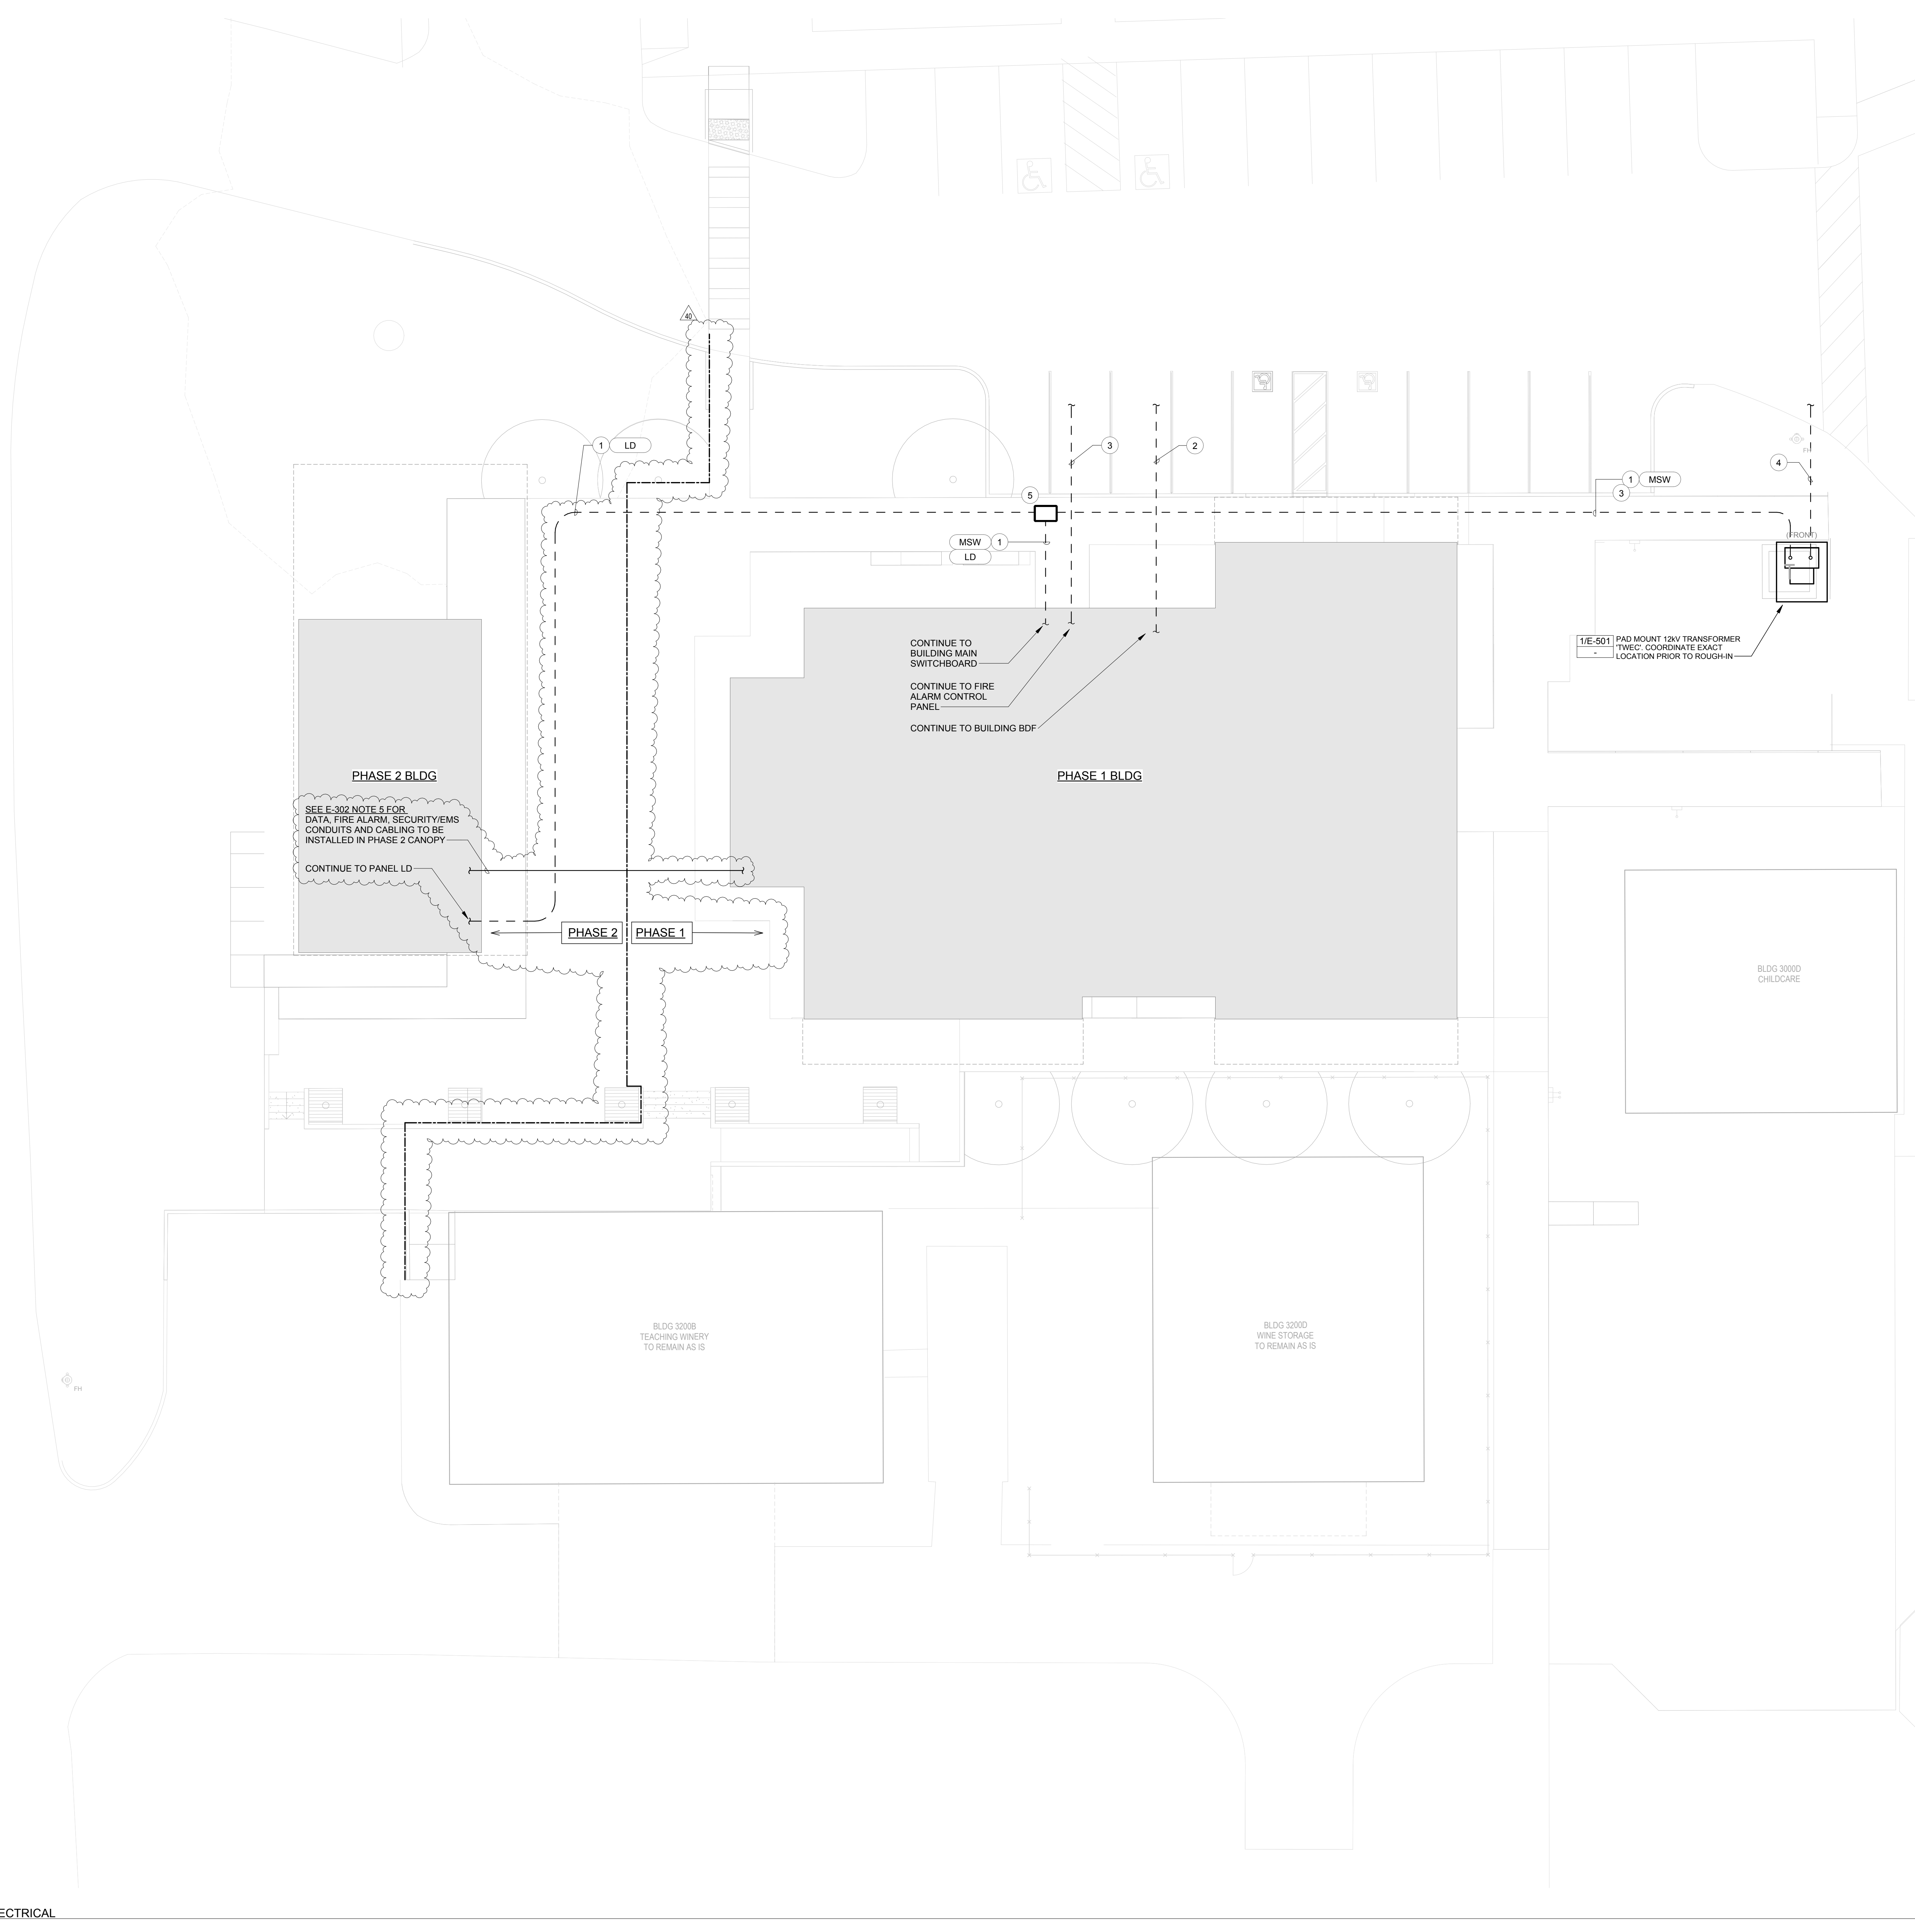 40
1 LD
3
2
5
4
FH
1 MSW
3
MSW 1
LD
(FRONT)
CONTINUE TO
BUILDING MAIN
SWITCHBOARD
CONTINUE TO FIRE
ALARM CONTROL
PANEL
CONTINUE TO BUILDING BDF
1/E-501
-
PAD MOUNT 12kV TRANSFORMER
'TWEC'. COORDINATE EXACT
LOCATION PRIOR TO ROUGH-IN
PHASE 2 BLDG
PHASE 1 BLDG
SEE E-302 NOTE 5 FOR
DATA, FIRE ALARM, SECURITY/EMS
CONDUITS AND CABLING TO BE
INSTALLED IN PHASE 2 CANOPY
CONTINUE TO PANEL LD
PHASE 2
PHASE 1
BLDG 3000D
CHILDCARE
BLDG 3200B
TEACHING WINERY
TO REMAIN AS IS
BLDG 3200D
WINE STORAGE
TO REMAIN AS IS
FH
ECTRICAL